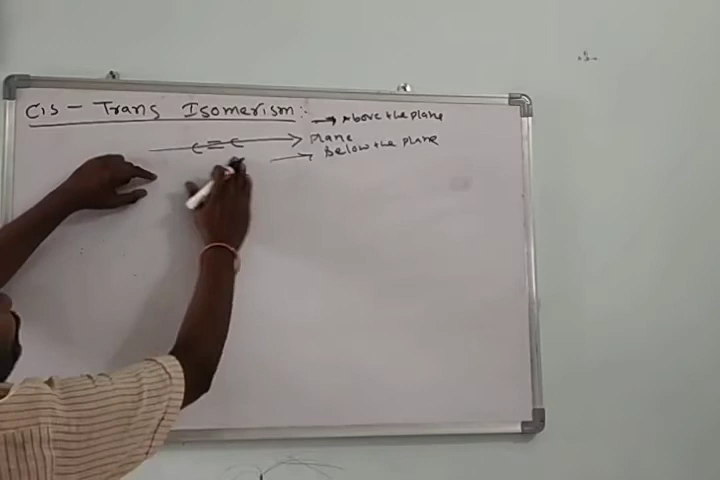 Cis - Trans Isomerism :-
→ Above the plane
C = C → Plane
→ Below the plane